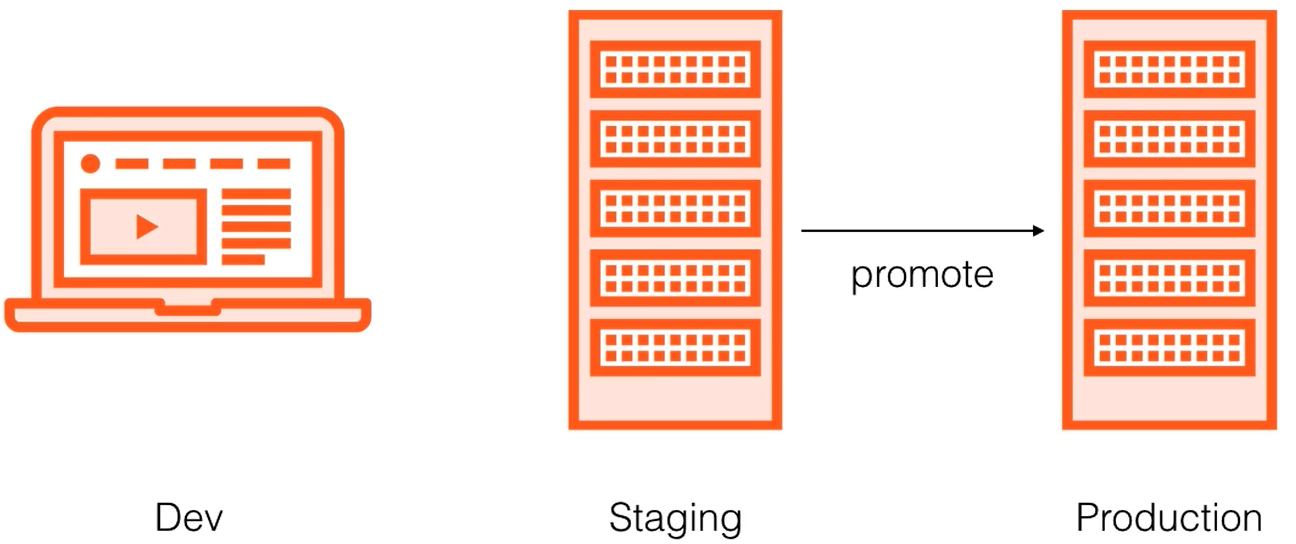 promote
Dev
Staging
Production